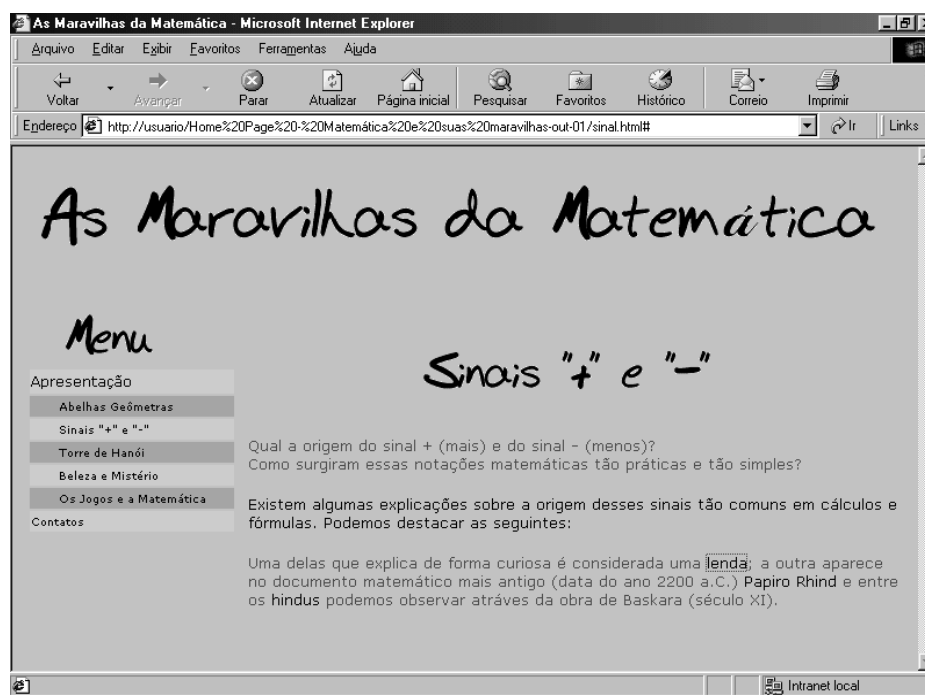 As Maravilhas da Matemática - Microsoft Internet Explorer
Arquivo Editar Exibir Favoritos Ferramentas Ajuda
Voltar Avançar Parar Atualizar Página inicial Pesquisar Favoritos Histórico Correio Imprimir
Endereço http://usuario/Home%20Page%20-%20Matemática%20e%20suas%20maravilhas-out-01/sinal.html# Ir Links
As Maravilhas da Matemática
Menu
Apresentação
Abelhas Geômetras
Sinais "+" e "-"
Torre de Hanói
Beleza e Mistério
Os Jogos e a Matemática
Contatos
Sinais "+" e "-"
Qual a origem do sinal + (mais) e do sinal - (menos)?
Como surgiram essas notações matemáticas tão práticas e tão simples?
Existem algumas explicações sobre a origem desses sinais tão comuns em cálculos e
fórmulas. Podemos destacar as seguintes:
Uma delas que explica de forma curiosa é considerada uma lenda; a outra aparece
no documento matemático mais antigo (data do ano 2200 a.C.) Papiro Rhind e entre
os hindus podemos observar atráves da obra de Baskara (século XI).
Intranet local